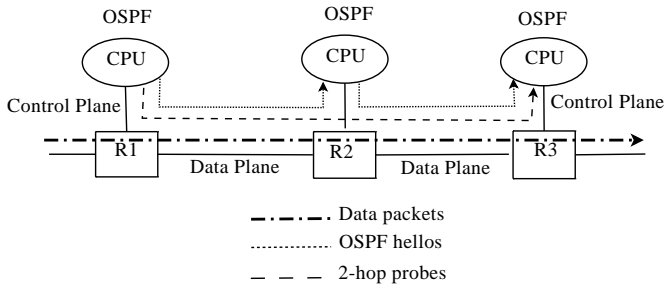 OSPF
OSPF
OSPF
CPU
CPU
CPU
Control Plane
Control Plane
R1
R2
R3
Data Plane
Data Plane
Data packets
OSPF hellos
2-hop probes